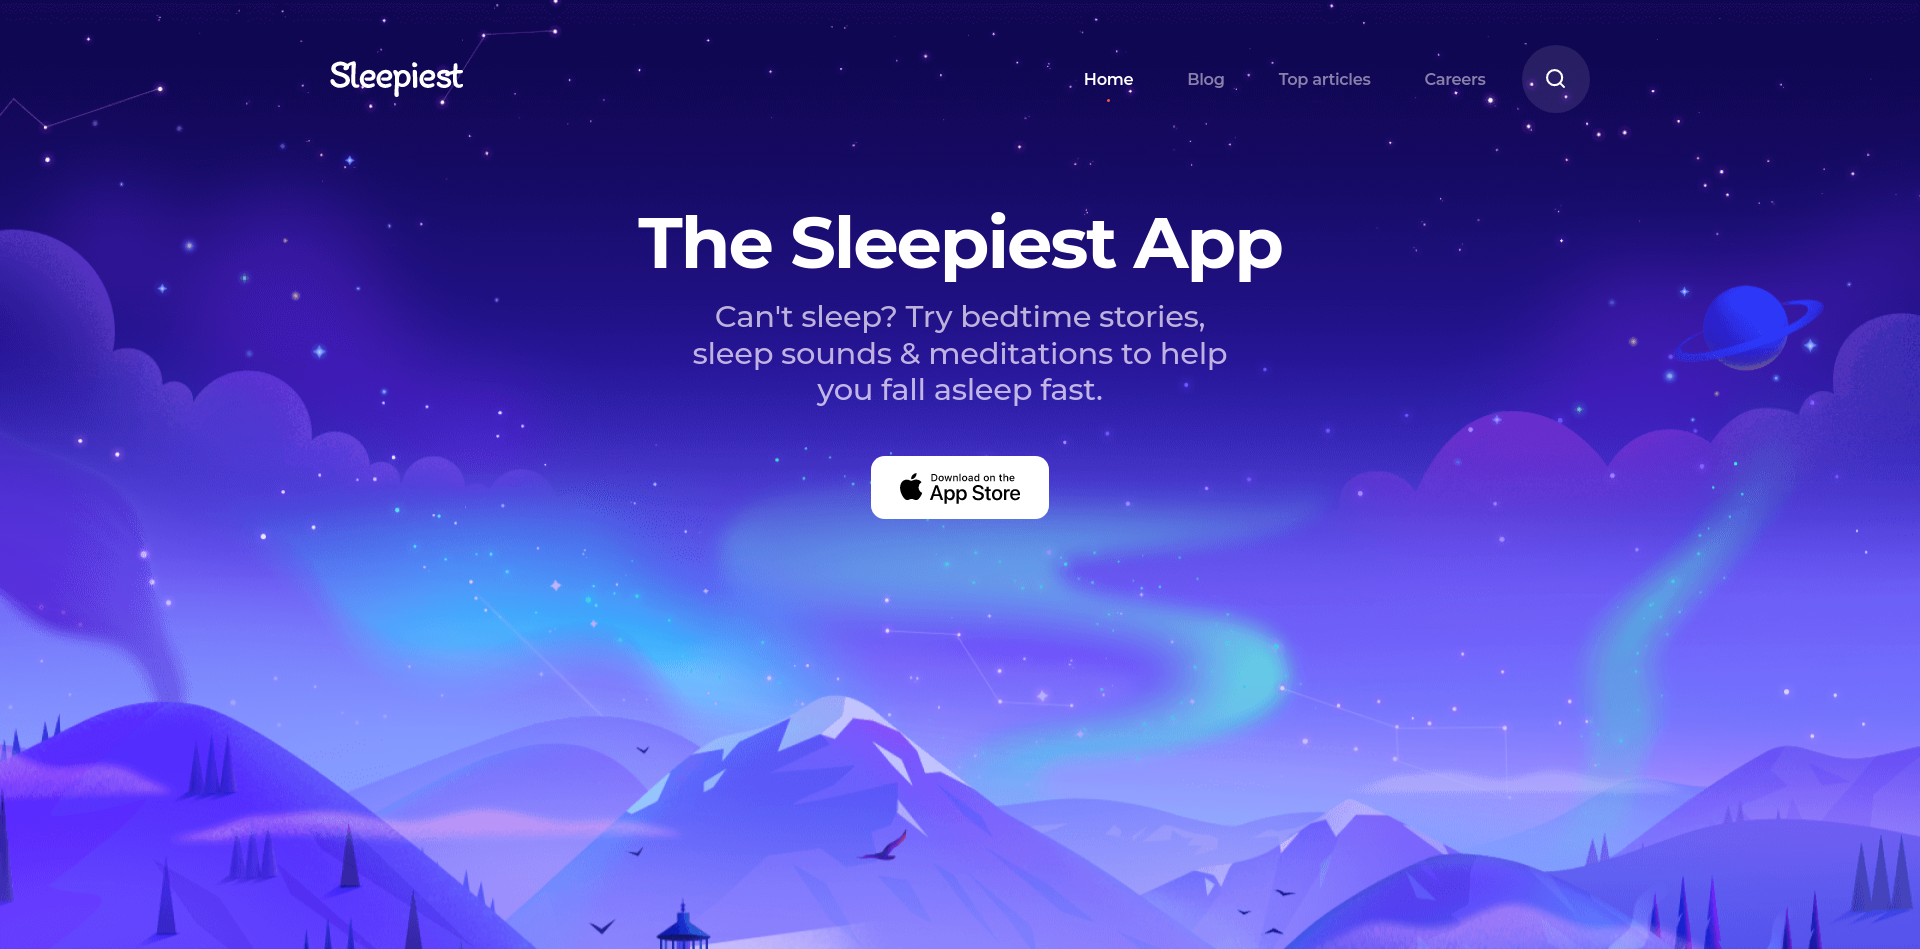 Sleepiest
Home
Blog
Top articles
Careers
The Sleepiest App
Can't sleep? Try bedtime stories,
sleep sounds & meditations to help
you fall asleep fast.
Download on the
App Store